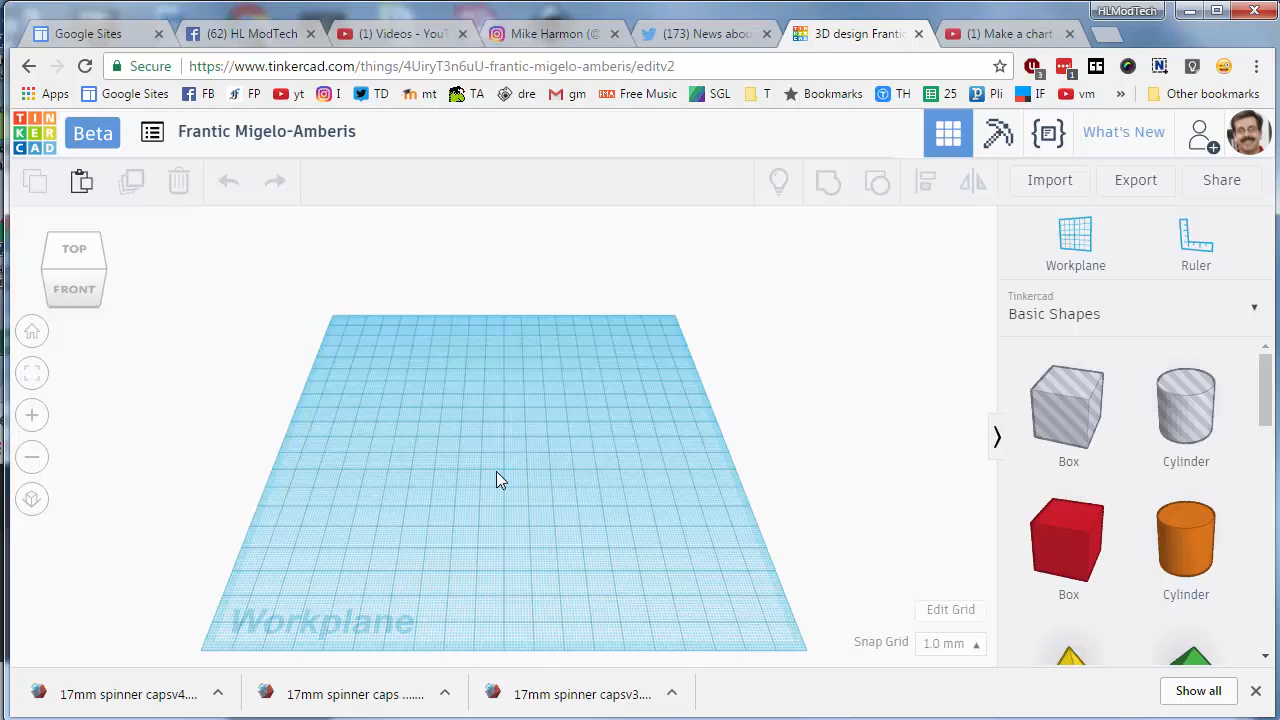 HLModTech
Google Sites
(62) HL ModTech
(1) Videos - YouT
Mike Harmon (@
(173) News abou
3D design Frantic
(1) Make a chart
Secure https://www.tinkercad.com/things/4UiryT3n6uU-frantic-migelo-amberis/editv2
3
1
Apps Google Sites FB FP yt I TD mt TA dre gm Free Music SGL T Bookmarks TH 25 Pli IF vm » Other bookmarks
TIN
KER
CAD
Beta
Frantic Migelo-Amberis
What's New
Import
Export
Share
TOP
FRONT
Workplane
Ruler
Tinkercad
Basic Shapes
Box
Cylinder
Box
Cylinder
Workplane
Edit Grid
Snap Grid 1.0 mm
17mm spinner capsv4....
17mm spinner caps .......
17mm spinner capsv3....
Show all